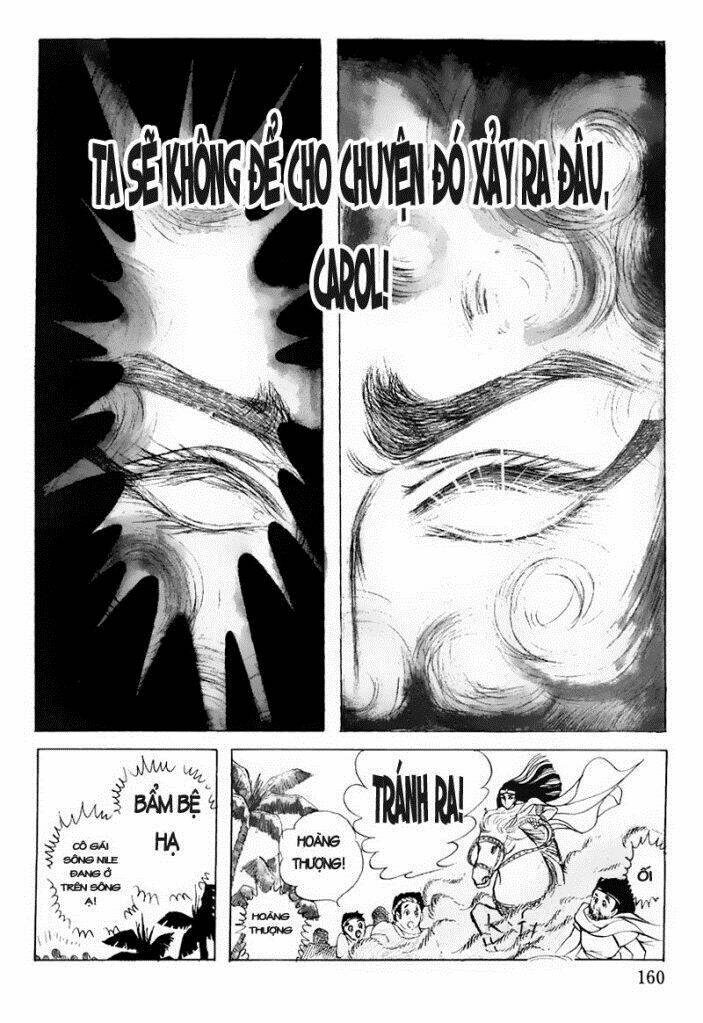 TA SẼ KHÔNG ĐỂ CHO CHUYỆN ĐÓ XẢY RA ĐÂU,
CAROL!
BẨM BỆ
HẠ
CÔ GÁI
SÔNG NILE
ĐANG Ở
TRÊN SÔNG
Ạ!
TRÁNH RA!
HOÀNG
THƯỢNG!
HOÀNG
THƯỢNG
ỐI
160